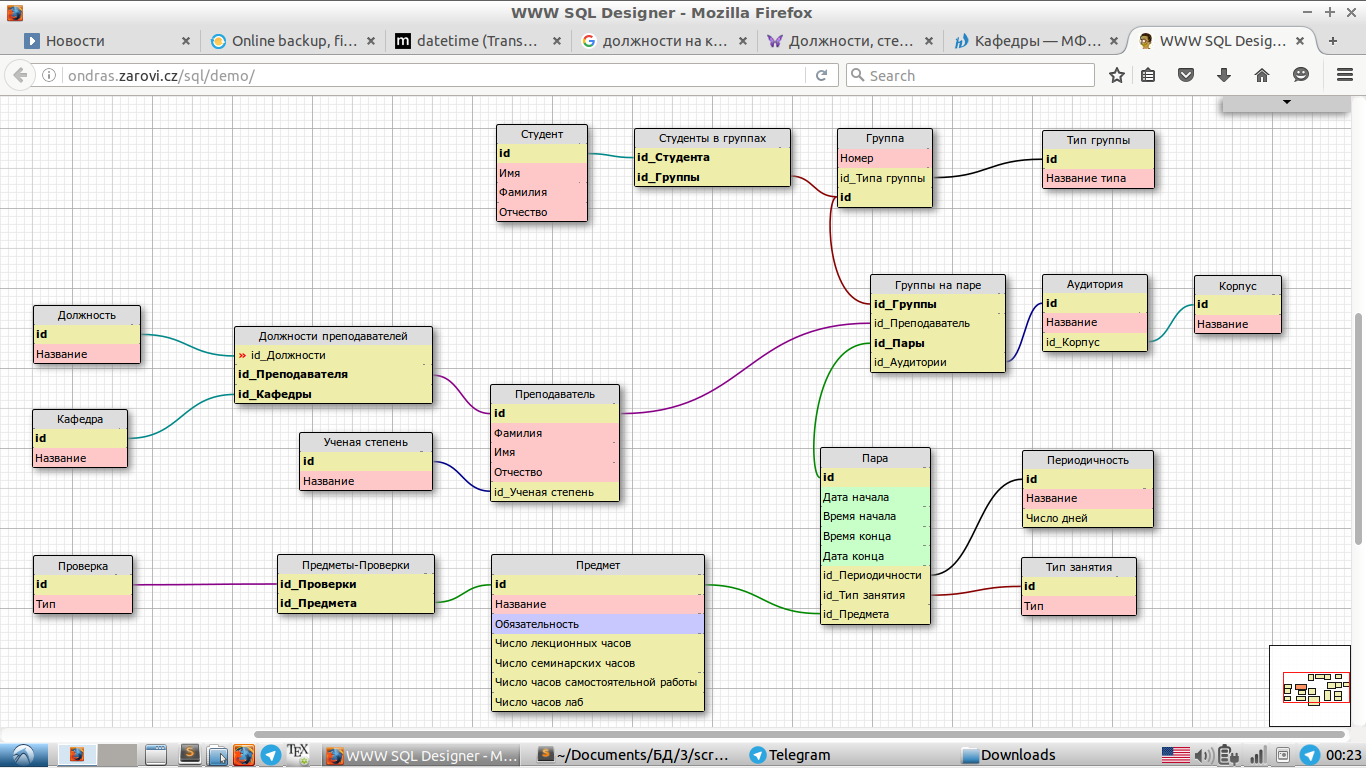 WWW SQL Designer - Mozilla Firefox
Новости
Online backup, fi...
datetime (Trans...
должности на к...
Должности, сте...
Кафедры — МФ...
WWW SQL Desig...
ondras.zarovi.cz/sql/demo/
Search
Студент
id
Имя
Фамилия
Отчество
Студенты в группах
id_Студента
id_Группы
Группа
Номер
id_Типа группы
id
Тип группы
id
Название типа
Группы на паре
id_Группы
id_Преподаватель
id_Пары
id_Аудитории
Аудитория
id
Название
id_Корпус
Корпус
id
Название
Должность
id
Название
Должности преподавателей
» id_Должности
id_Преподавателя
id_Кафедры
Кафедра
id
Название
Преподаватель
id
Фамилия
Имя
Отчество
id_Ученая степень
Ученая степень
id
Название
Пара
id
Дата начала
Время начала
Время конца
Дата конца
id_Периодичности
id_Тип занятия
id_Предмета
Периодичность
id
Название
Число дней
Тип занятия
id
Тип
Проверка
id
Тип
Предметы-Проверки
id_Проверки
id_Предмета
Предмет
id
Название
Обязательность
Число лекционных часов
Число семинарских часов
Число часов самостоятельной работы
Число часов лаб
TEX
WWW SQL Designer - M...
~/Documents/БД/3/scr...
Telegram
Downloads
00:23